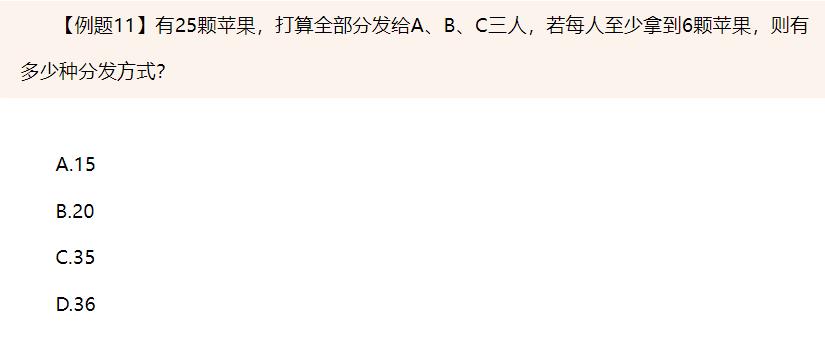 【例题11】有25颗苹果，打算全部分发给A、B、C三人，若每人至少拿到6颗苹果，则有
多少种分发方式？
A.15
B.20
C.35
D.36